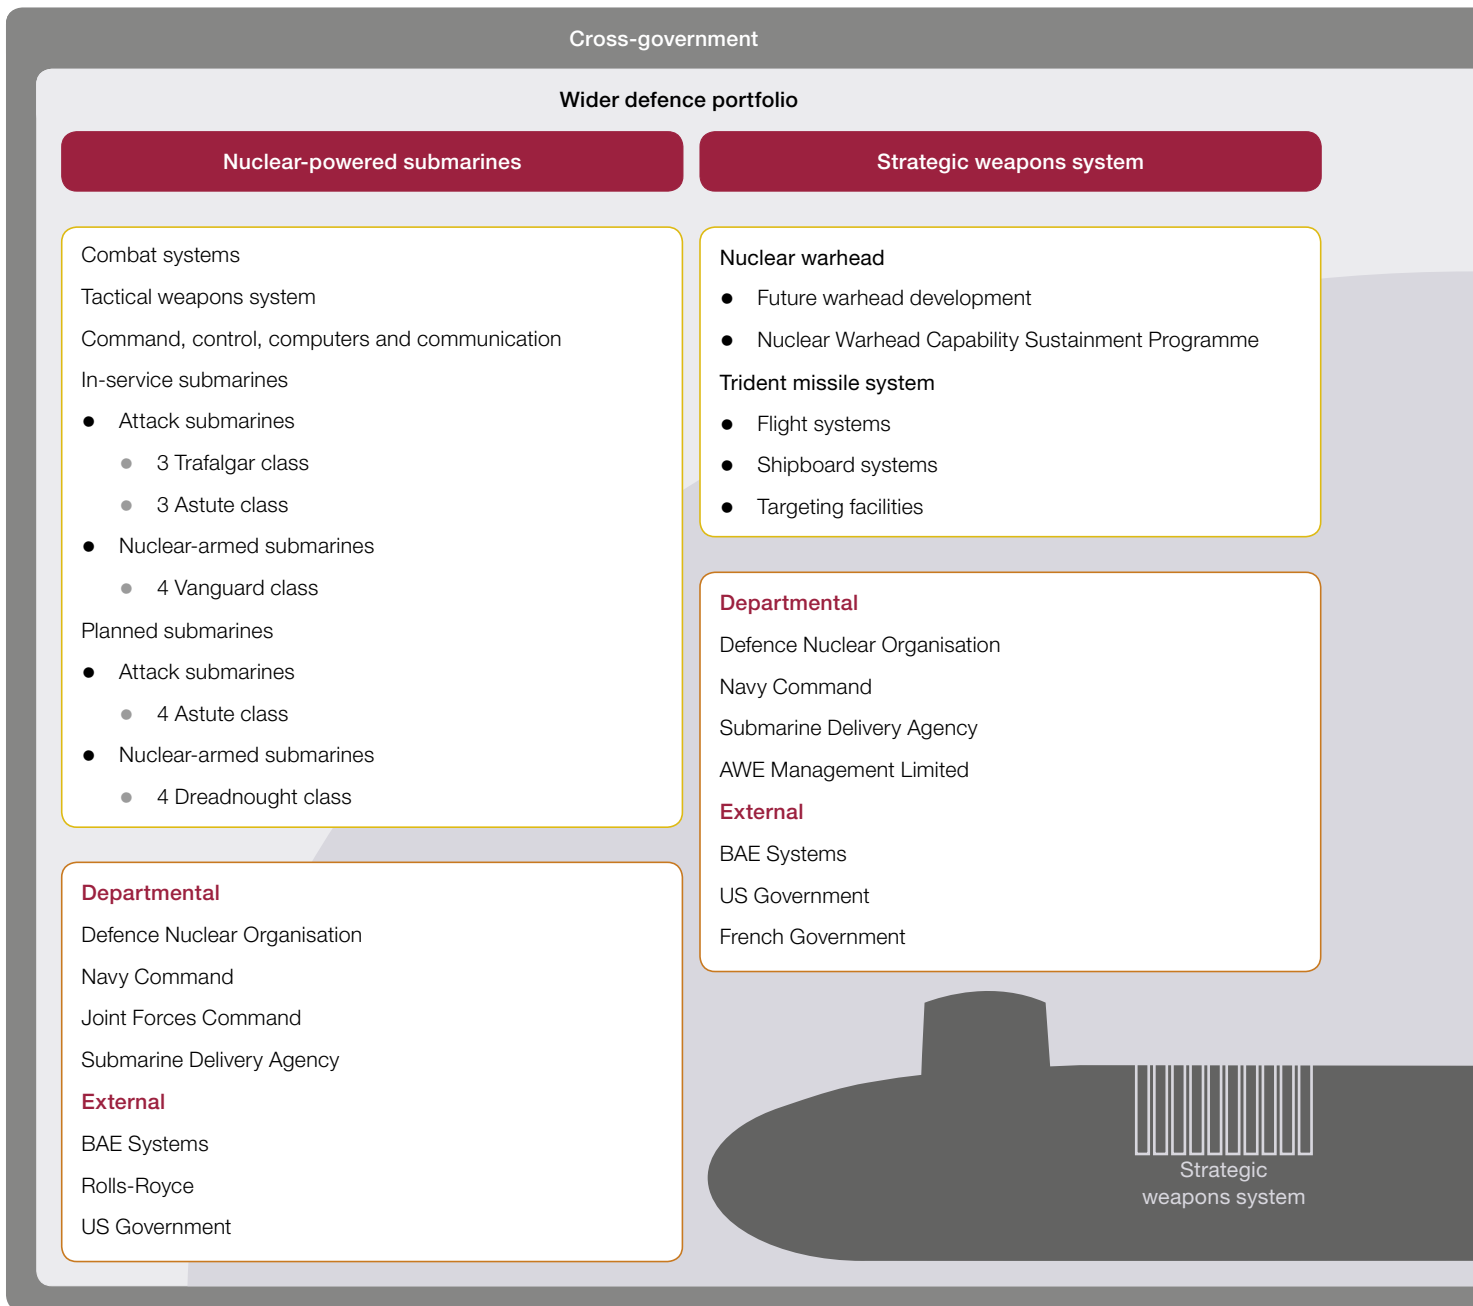 Cross-government
Wider defence portfolio
Nuclear-powered submarines
Combat systems
Tactical weapons system
Command, control, computers and communication
In-service submarines
● Attack submarines
● 3 Trafalgar class
● 3 Astute class
● Nuclear-armed submarines
● 4 Vanguard class
Planned submarines
● Attack submarines
● 4 Astute class
● Nuclear-armed submarines
● 4 Dreadnought class
Departmental
Defence Nuclear Organisation
Navy Command
Joint Forces Command
Submarine Delivery Agency
External
BAE Systems
Rolls-Royce
US Government
Strategic weapons system
Nuclear warhead
● Future warhead development
● Nuclear Warhead Capability Sustainment Programme
Trident missile system
● Flight systems
● Shipboard systems
● Targeting facilities
Departmental
Defence Nuclear Organisation
Navy Command
Submarine Delivery Agency
AWE Management Limited
External
BAE Systems
US Government
French Government
Strategic
weapons system